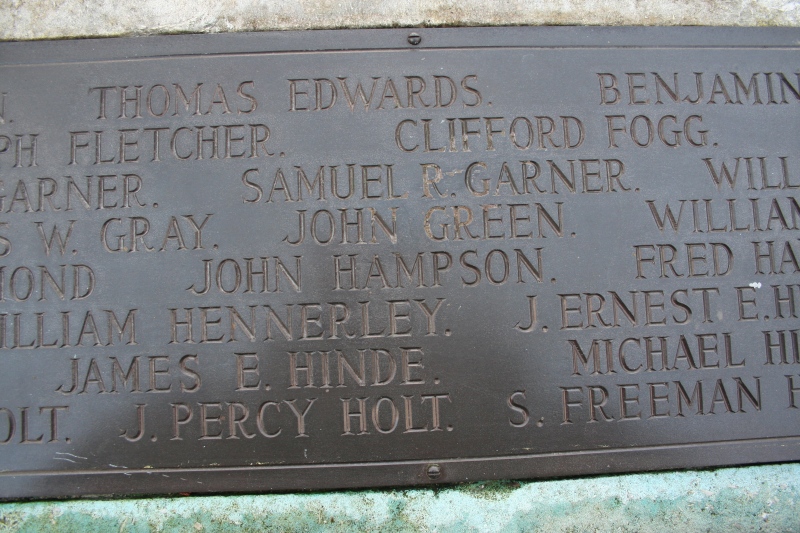 N. THOMAS EDWARDS. BENJAMIN
PH FLETCHER. CLIFFORD FOGG.
GARNER. SAMUEL R. GARNER. WILL
S W. GRAY. JOHN GREEN. WILLIAM
MOND JOHN HAMPSON. FRED HA
WILLIAM HENNERLEY. J. ERNEST E. H
JAMES E. HINDE. MICHAEL HI
OLT. J. PERCY HOLT. S. FREEMAN H